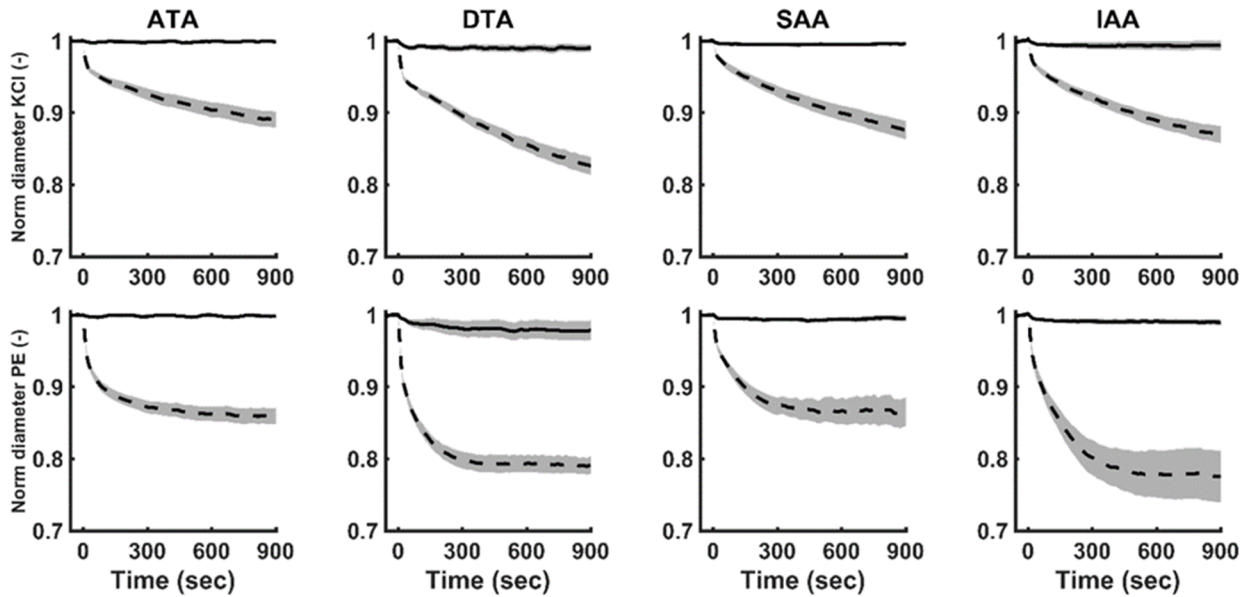 ATA DTA SAA IAA
Norm diameter KCl (-)
1 1 1 1
0.9 0.9 0.9 0.9
0.8 0.8 0.8 0.8
0.7 0.7 0.7 0.7
0 300 600 900 0 300 600 900 0 300 600 900 0 300 600 900
Norm diameter PE (-)
1 1 1 1
0.9 0.9 0.9 0.9
0.8 0.8 0.8 0.8
0.7 0.7 0.7 0.7
0 300 600 900 0 300 600 900 0 300 600 900 0 300 600 900
Time (sec) Time (sec) Time (sec) Time (sec)